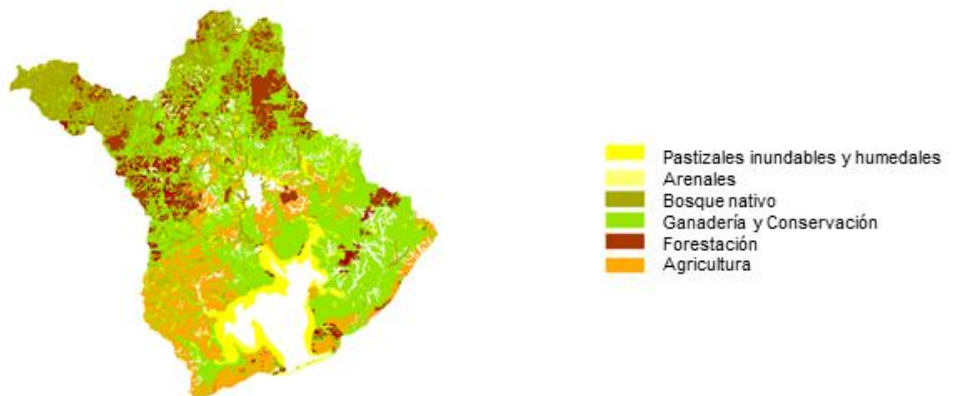 Pastizales inundables y humedales
Arenales
Bosque nativo
Ganadería y Conservación
Forestación
Agricultura